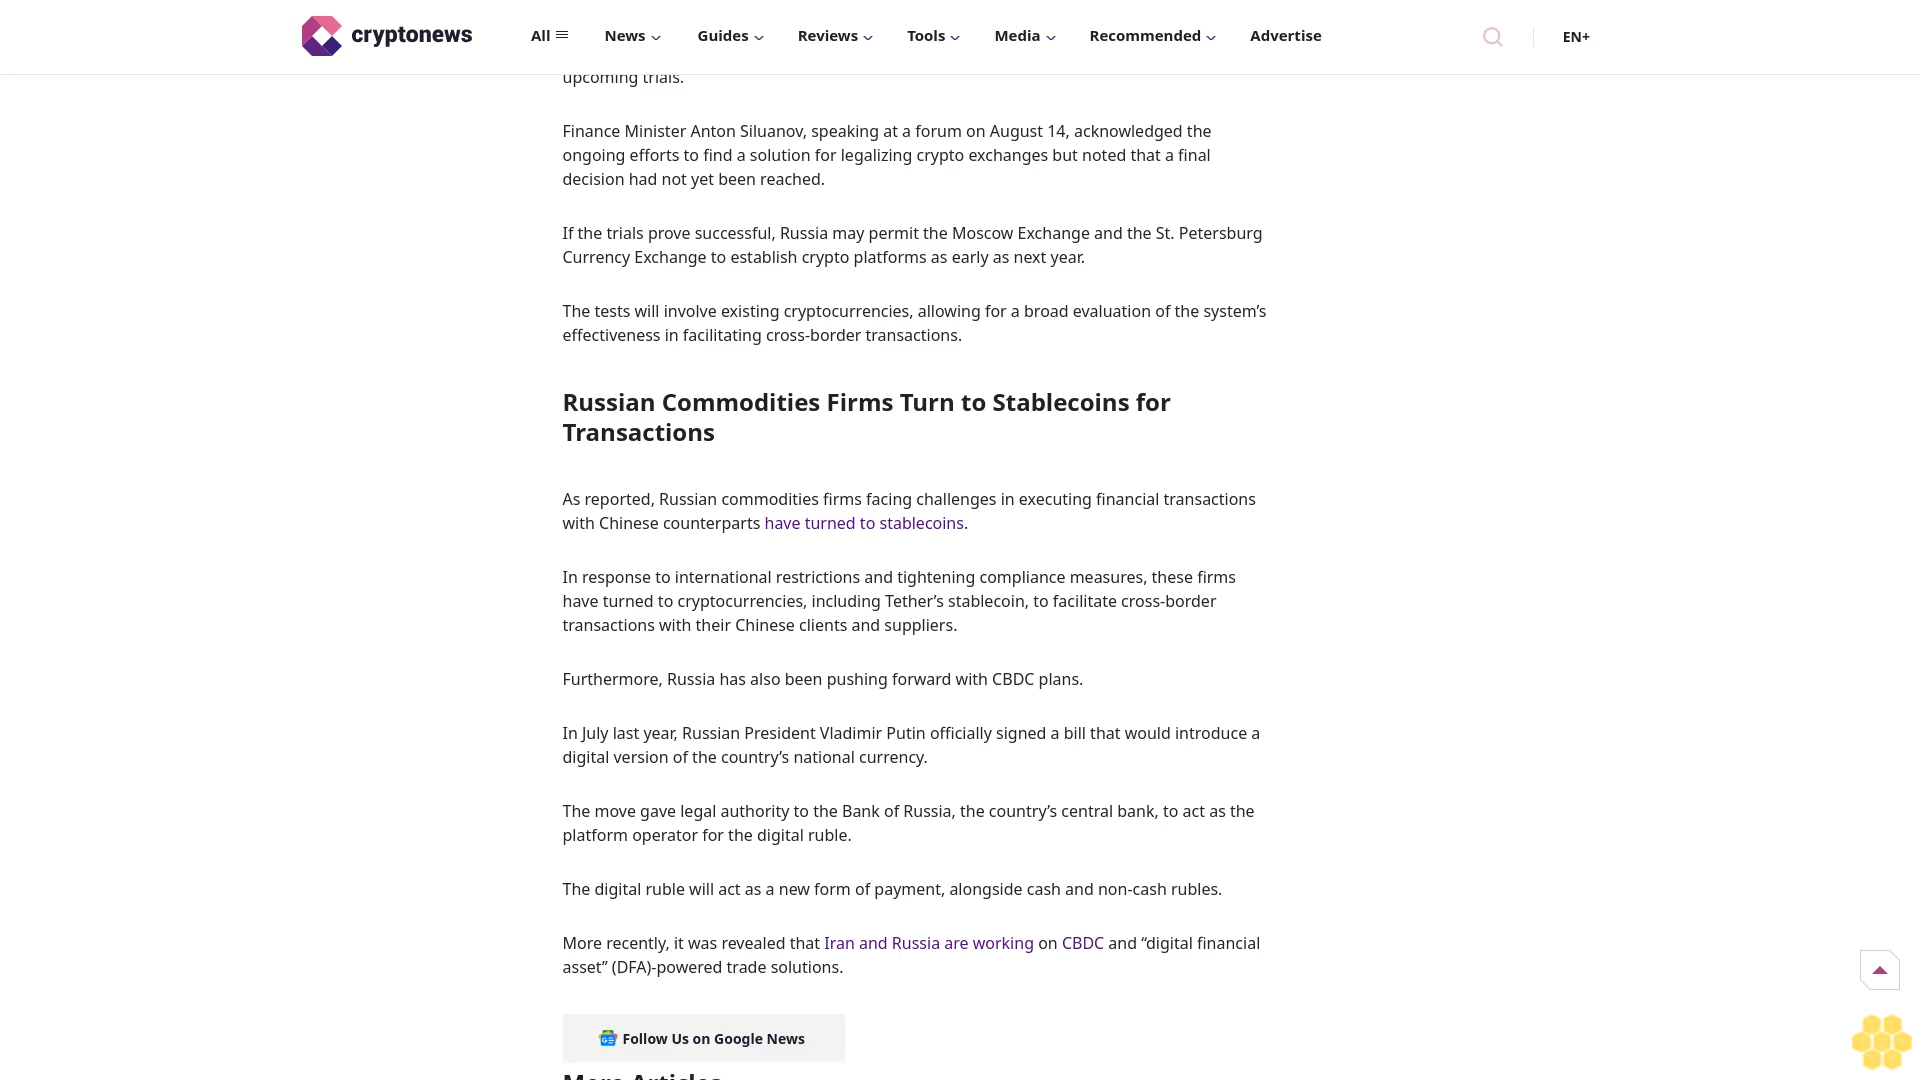 cryptonews
All
News
Guides
Reviews
Tools
Media
Recommended
Advertise
EN+
upcoming trials.
Finance Minister Anton Siluanov, speaking at a forum on August 14, acknowledged the
ongoing efforts to find a solution for legalizing crypto exchanges but noted that a final
decision had not yet been reached.
If the trials prove successful, Russia may permit the Moscow Exchange and the St. Petersburg
Currency Exchange to establish crypto platforms as early as next year.
The tests will involve existing cryptocurrencies, allowing for a broad evaluation of the system’s
effectiveness in facilitating cross-border transactions.
Russian Commodities Firms Turn to Stablecoins for
Transactions
As reported, Russian commodities firms facing challenges in executing financial transactions
with Chinese counterparts have turned to stablecoins.
In response to international restrictions and tightening compliance measures, these firms
have turned to cryptocurrencies, including Tether’s stablecoin, to facilitate cross-border
transactions with their Chinese clients and suppliers.
Furthermore, Russia has also been pushing forward with CBDC plans.
In July last year, Russian President Vladimir Putin officially signed a bill that would introduce a
digital version of the country’s national currency.
The move gave legal authority to the Bank of Russia, the country’s central bank, to act as the
platform operator for the digital ruble.
The digital ruble will act as a new form of payment, alongside cash and non-cash rubles.
More recently, it was revealed that Iran and Russia are working on CBDC and “digital financial
asset” (DFA)-powered trade solutions.
Follow Us on Google News
More Articles